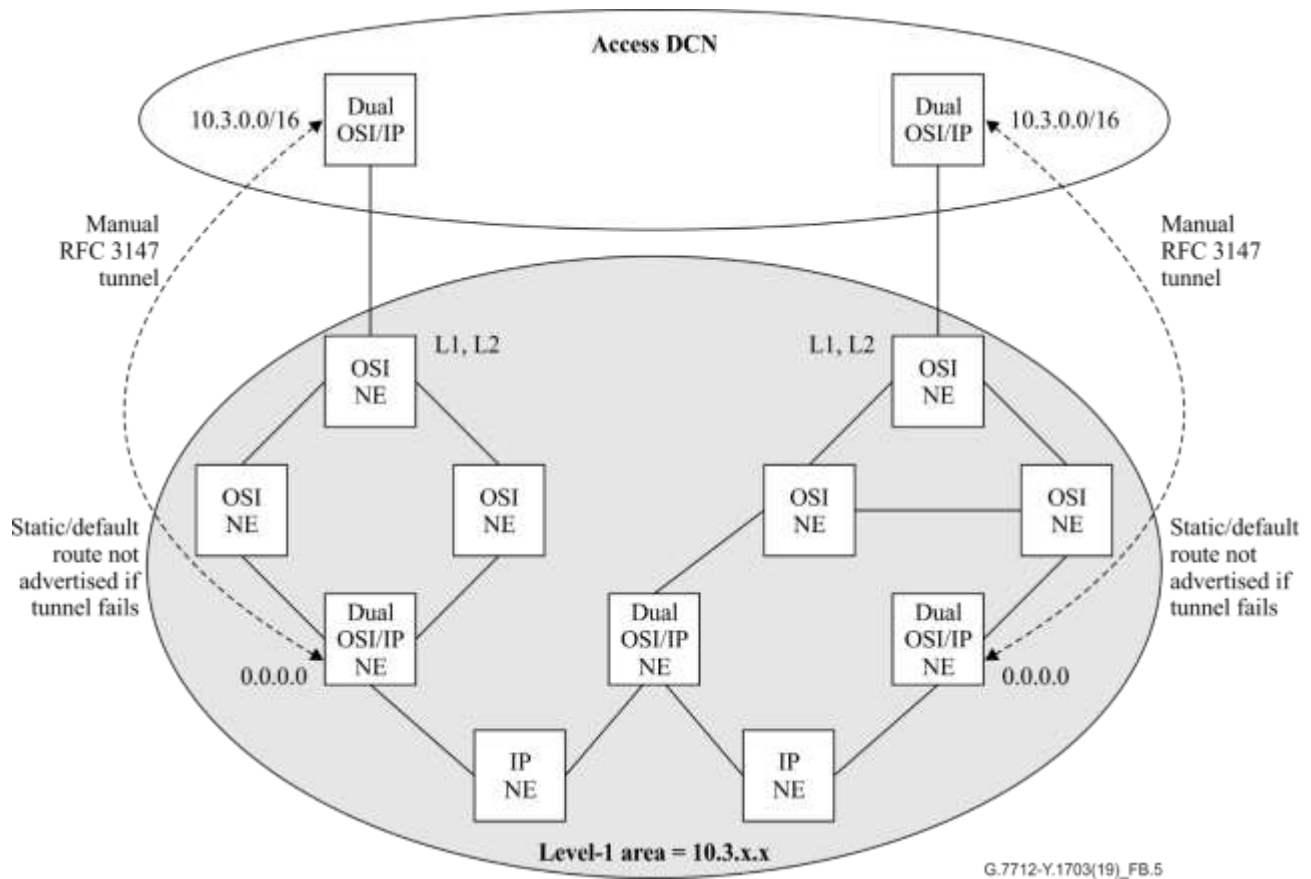 Access DCN
10.3.0.0/16
Dual
OSI/IP
Dual
OSI/IP
10.3.0.0/16
Manual
RFC 3147
tunnel
Manual
RFC 3147
tunnel
OSI
NE
L1, L2
L1, L2
OSI
NE
OSI
NE
OSI
NE
OSI
NE
OSI
NE
Static/default
route not
advertised if
tunnel fails
Static/default
route not
advertised if
tunnel fails
Dual
OSI/IP
NE
0.0.0.0
Dual
OSI/IP
NE
Dual
OSI/IP
NE
0.0.0.0
IP
NE
IP
NE
Level-1 area = 10.3.x.x
G.7712-Y.1703(19)_FB.5